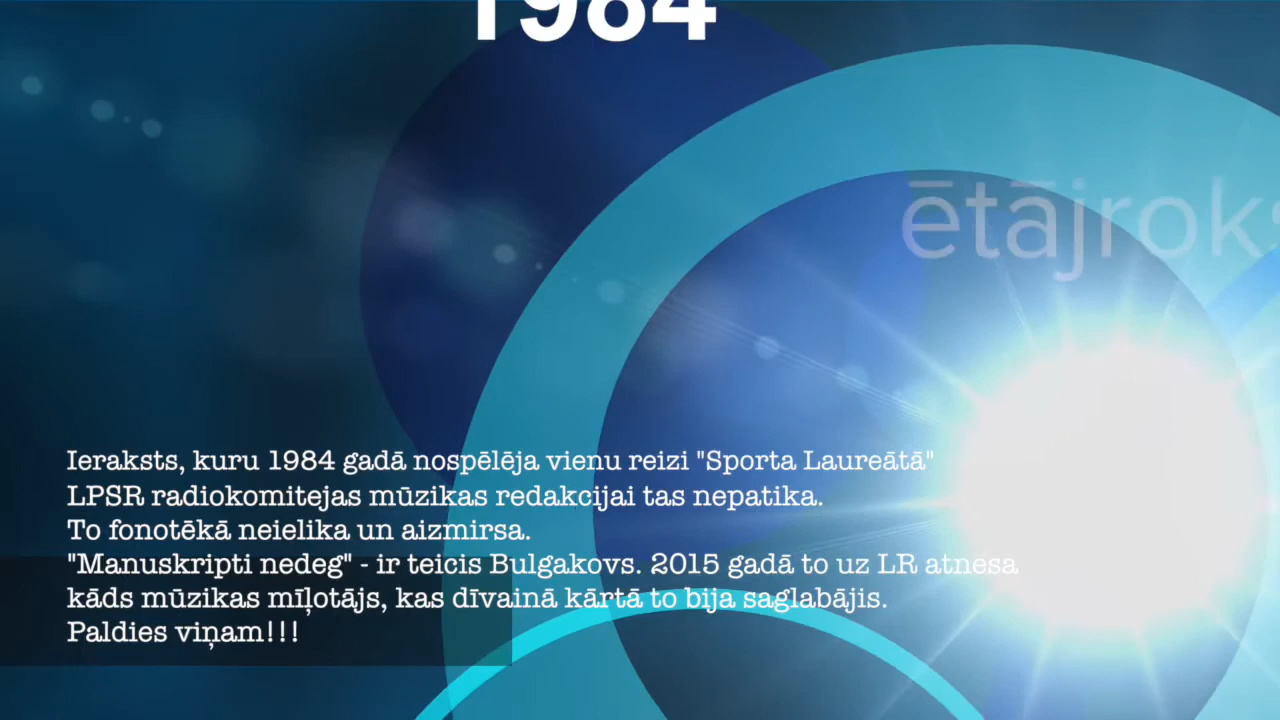 1984
ētājroks
Ieraksts, kuru 1984 gadā nospēlēja vienu reizi "Sporta Laureātā"
LPSR radiokomitejas mūzikas redakcijai tas nepatika.
To fonotēkā neielika un aizmirsa.
"Manuskripti nedeg" - ir teicis Bulgakovs. 2015 gadā to uz LR atnesa
kāds mūzikas mīļotājs, kas dīvainā kārtā to bija saglabājis.
Paldies viņam!!!